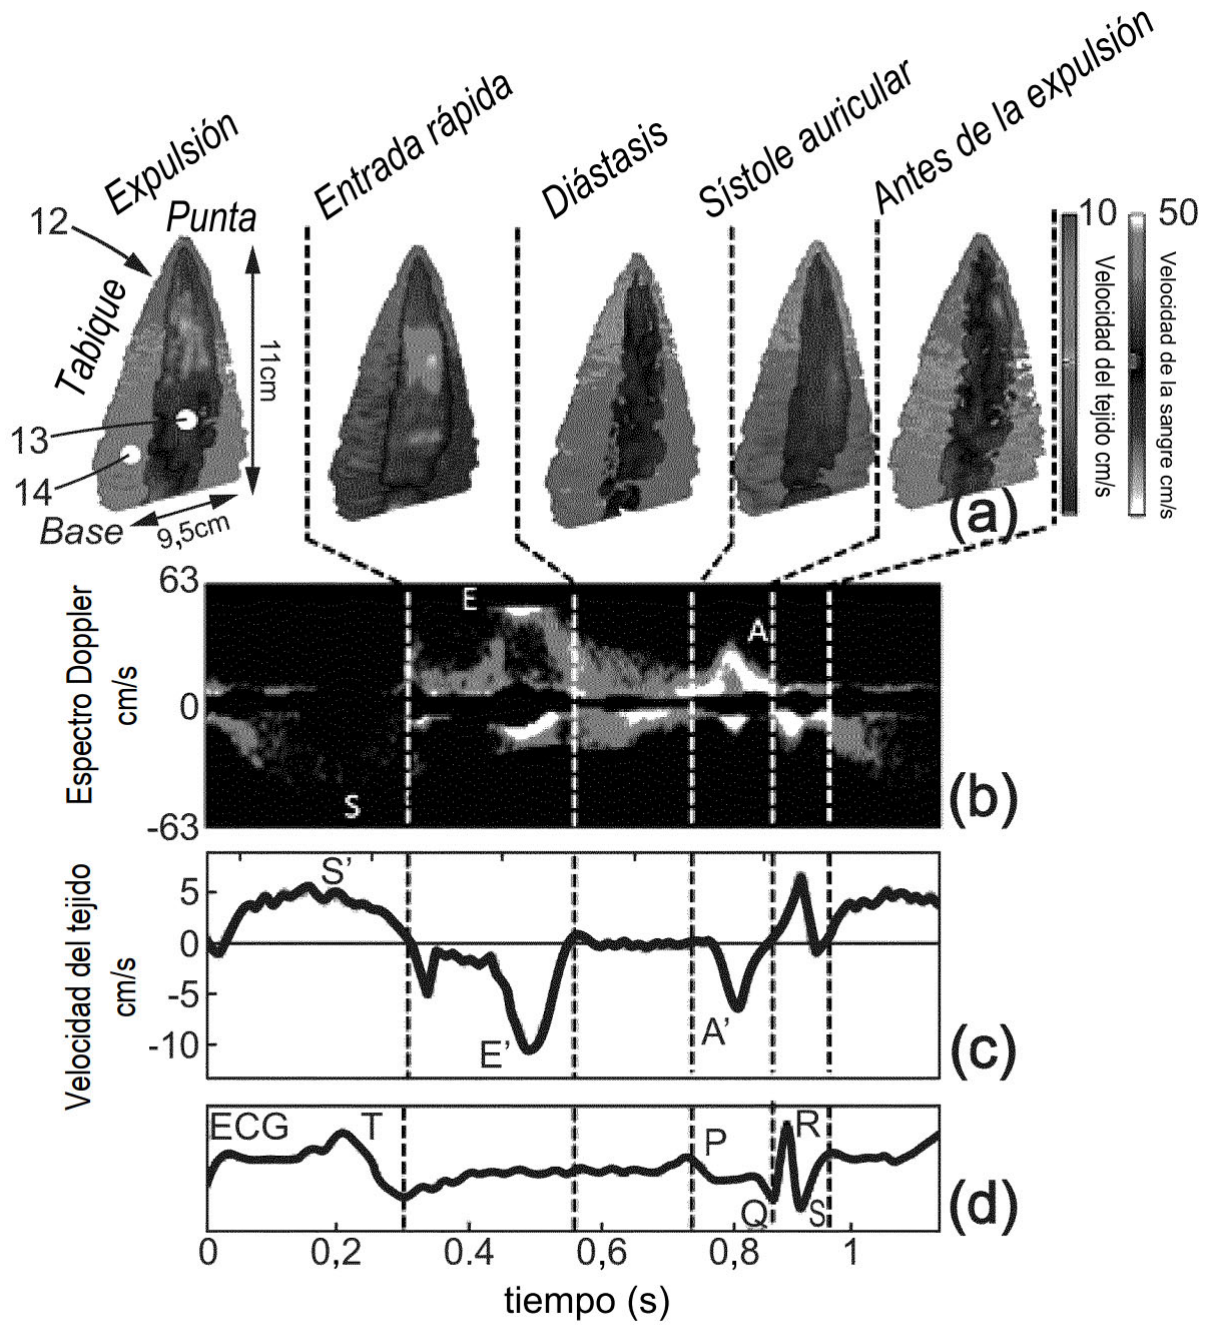 Expulsión
Entrada rápida
Diástasis
Sístole auricular
Antes de la expulsión
12
Punta
Tabique
11cm
13
14
Base
9,5cm
10
50
Velocidad del tejido cm/s
Velocidad de la sangre cm/s
(a)
63
0
-63
Espectro Doppler
cm/s
E
A
S
(b)
5
0
-5
-10
Velocidad del tejido
cm/s
S’
E’
A’
(c)
ECG
T
P
Q
R
S
(d)
0
0,2
0.4
0,6
0,8
1
tiempo (s)